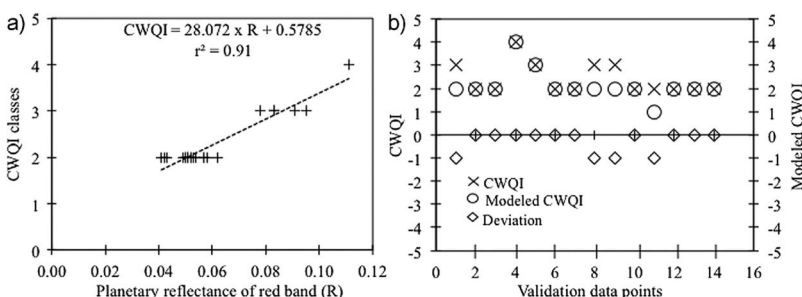 a)
CWQI = 28.072 x R + 0.5785
r² = 0.91
CWQI classes
5
4
3
2
1
0
0.00 0.02 0.04 0.06 0.08 0.10 0.12
Planetary reflectance of red band (R)
b)
CWQI
5
4
3
2
1
0
-1
-2
-3
-4
-5
CWQI
Modeled CWQI
Deviation
0 2 4 6 8 10 12 14 16
Validation data points
5
4
3
2
1
0
-1
-2
-3
-4
-5
Modeled CWQI